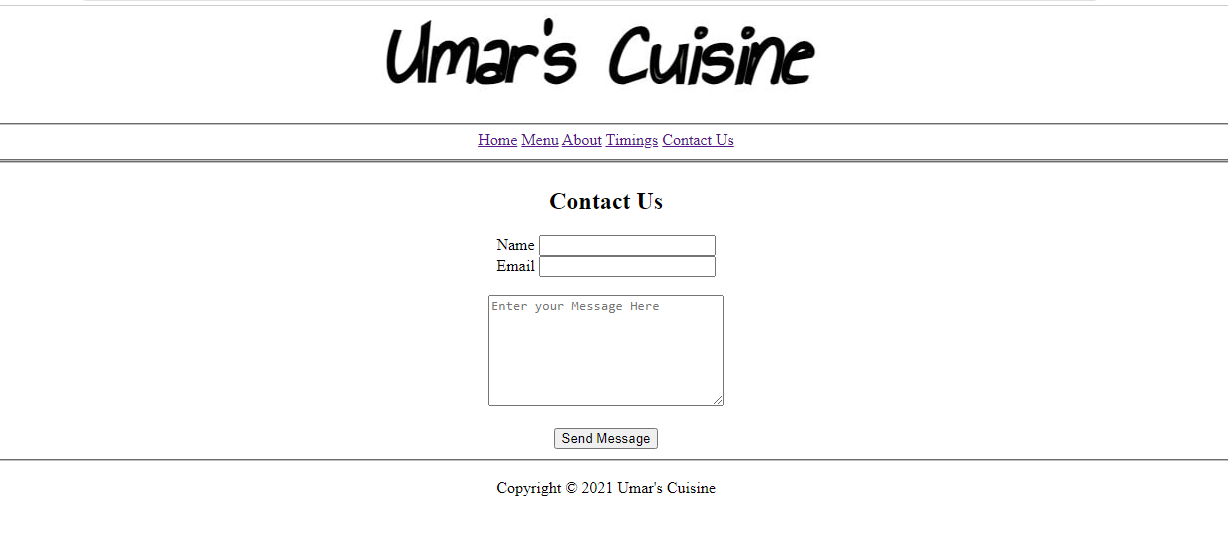 Umar's Cuisine
Home Menu About Timings Contact Us
Contact Us
Name
Email
Enter your Message Here
Send Message
Copyright © 2021 Umar's Cuisine